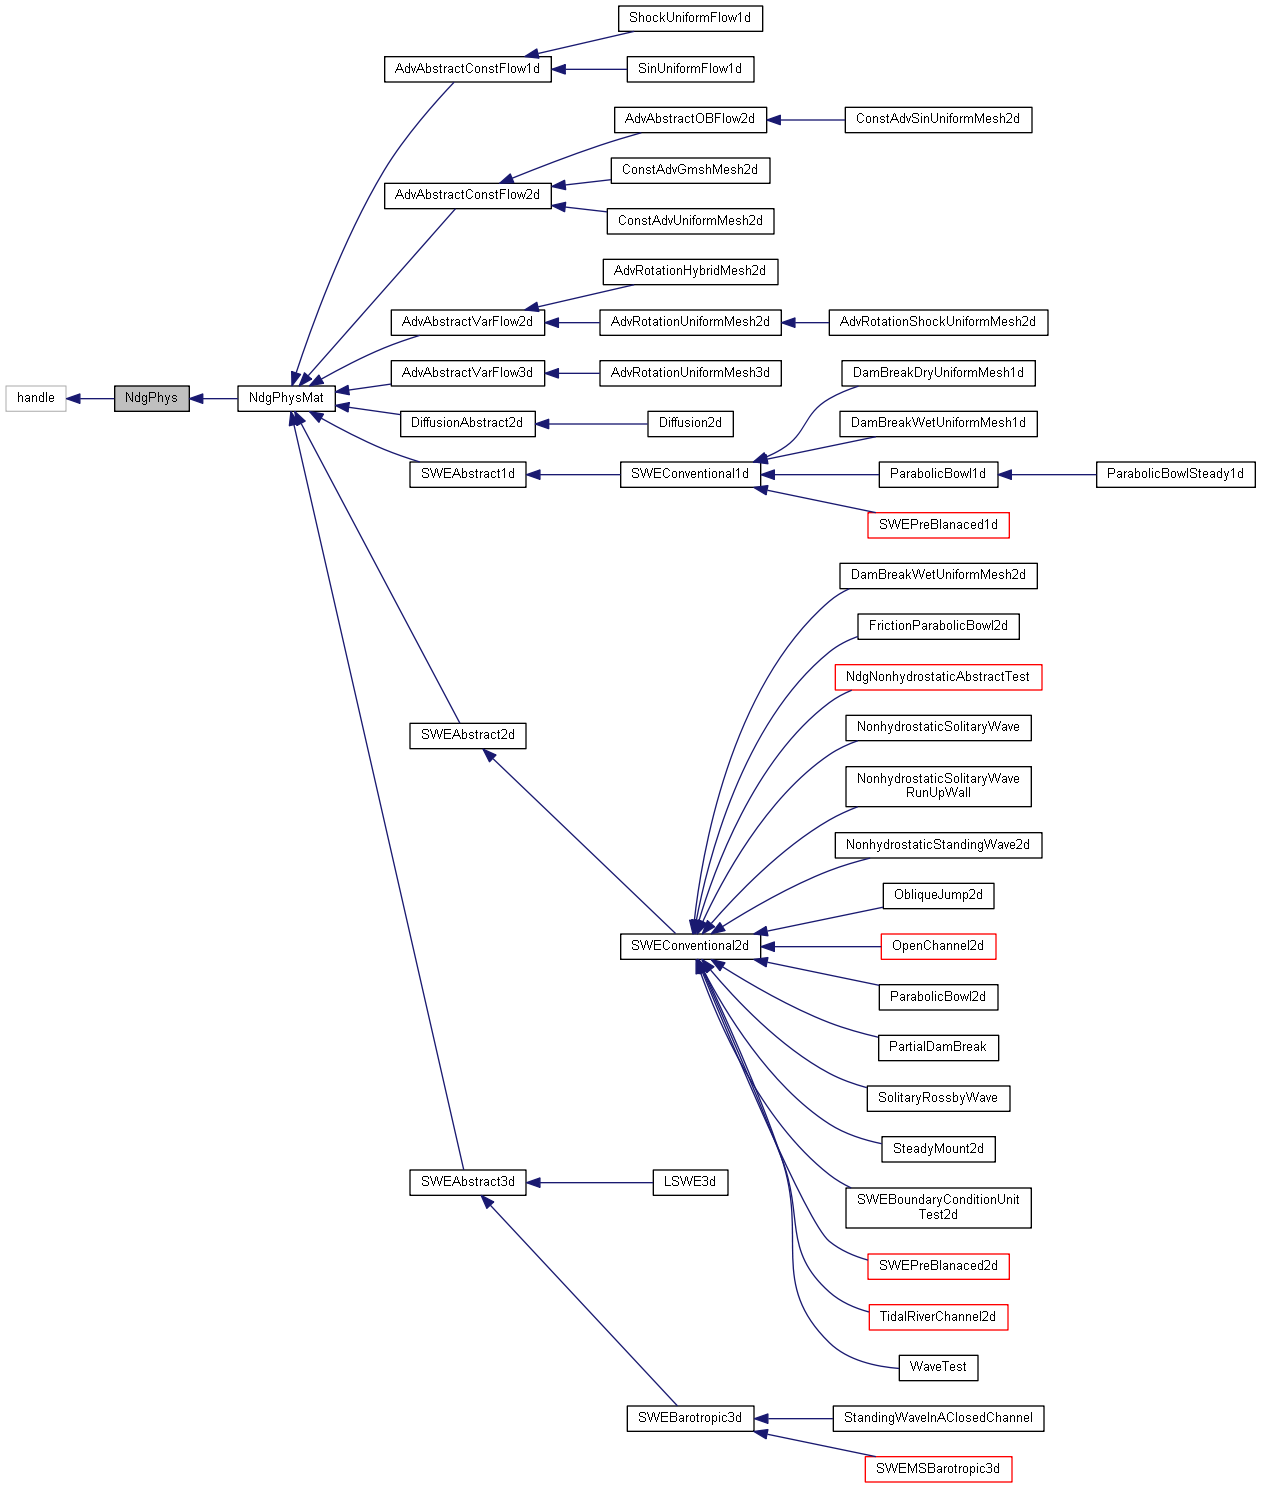 ShockUniformFlow1d
AdvAbstractConstFlow1d
SinUniformFlow1d
AdvAbstractOBFlow2d
ConstAdvSinUniformMesh2d
ConstAdvGmshMesh2d
AdvAbstractConstFlow2d
ConstAdvUniformMesh2d
AdvRotationHybridMesh2d
AdvAbstractVarFlow2d
AdvRotationUniformMesh2d
AdvRotationShockUniformMesh2d
AdvAbstractVarFlow3d
AdvRotationUniformMesh3d
DamBreakDryUniformMesh1d
handle
NdgPhys
NdgPhysMat
DiffusionAbstract2d
Diffusion2d
DamBreakWetUniformMesh1d
SWEAbstract1d
SWEConventional1d
ParabolicBowl1d
ParabolicBowlSteady1d
SWEPreBlanaced1d
DamBreakWetUniformMesh2d
FrictionParabolicBowl2d
NdgNonhydrostaticAbstractTest
NonhydrostaticSolitaryWave
SWEAbstract2d
NonhydrostaticSolitaryWave
RunUpWall
NonhydrostaticStandingWave2d
ObliqueJump2d
SWEConventional2d
OpenChannel2d
ParabolicBowl2d
PartialDamBreak
SolitaryRossbyWave
SteadyMount2d
SWEAbstract3d
LSWE3d
SWEBoundaryConditionUnit
Test2d
SWEPreBlanaced2d
TidalRiverChannel2d
WaveTest
SWEBarotropic3d
StandingWaveInAClosedChannel
SWEMSBarotropic3d